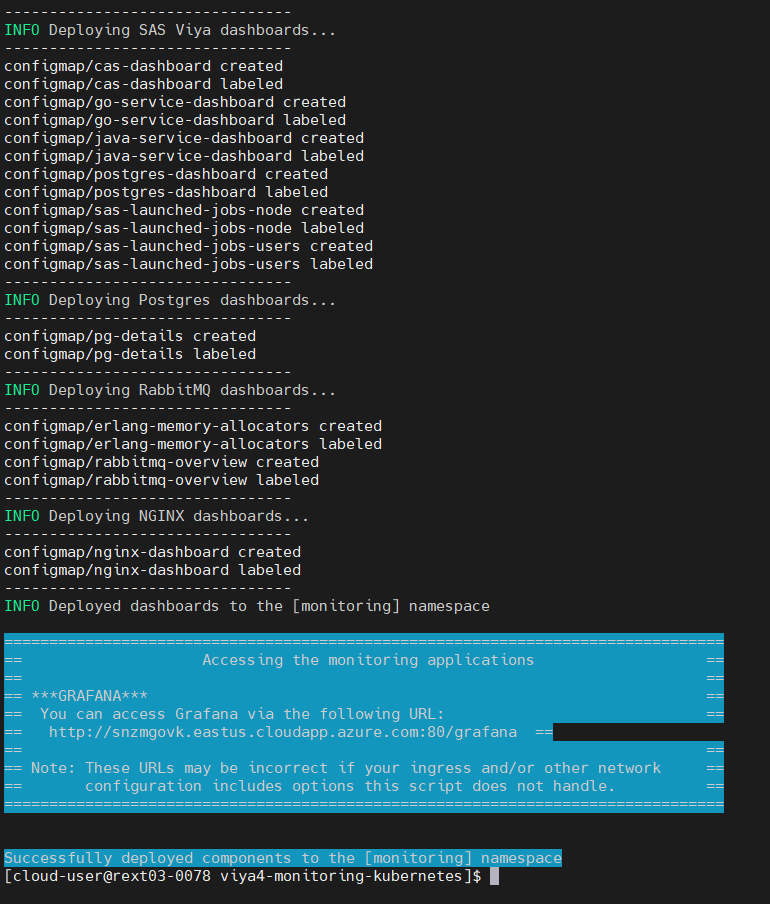 --------------------------------
INFO Deploying SAS Viya dashboards...
--------------------------------
configmap/cas-dashboard created
configmap/cas-dashboard labeled
configmap/go-service-dashboard created
configmap/go-service-dashboard labeled
configmap/java-service-dashboard created
configmap/java-service-dashboard labeled
configmap/postgres-dashboard created
configmap/postgres-dashboard labeled
configmap/sas-launched-jobs-node created
configmap/sas-launched-jobs-node labeled
configmap/sas-launched-jobs-users created
configmap/sas-launched-jobs-users labeled
--------------------------------
INFO Deploying Postgres dashboards...
--------------------------------
configmap/pg-details created
configmap/pg-details labeled
--------------------------------
INFO Deploying RabbitMQ dashboards...
--------------------------------
configmap/erlang-memory-allocators created
configmap/erlang-memory-allocators labeled
configmap/rabbitmq-overview created
configmap/rabbitmq-overview labeled
--------------------------------
INFO Deploying NGINX dashboards...
--------------------------------
configmap/nginx-dashboard created
configmap/nginx-dashboard labeled
--------------------------------
INFO Deployed dashboards to the [monitoring] namespace
================================================================================
==                    Accessing the monitoring applications                   ==
==                                                                            ==
== ***GRAFANA***                                                              ==
==  You can access Grafana via the following URL:                             ==
==   http://snzmgovk.eastus.cloudapp.azure.com:80/grafana  ==
==                                                                            ==
== Note: These URLs may be incorrect if your ingress and/or other network     ==
==       configuration includes options this script does not handle.          ==
================================================================================
Successfully deployed components to the [monitoring] namespace
[cloud-user@rext03-0078 viya4-monitoring-kubernetes]$